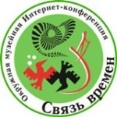 Окружная музейная Интернет-конференция
Связь времен